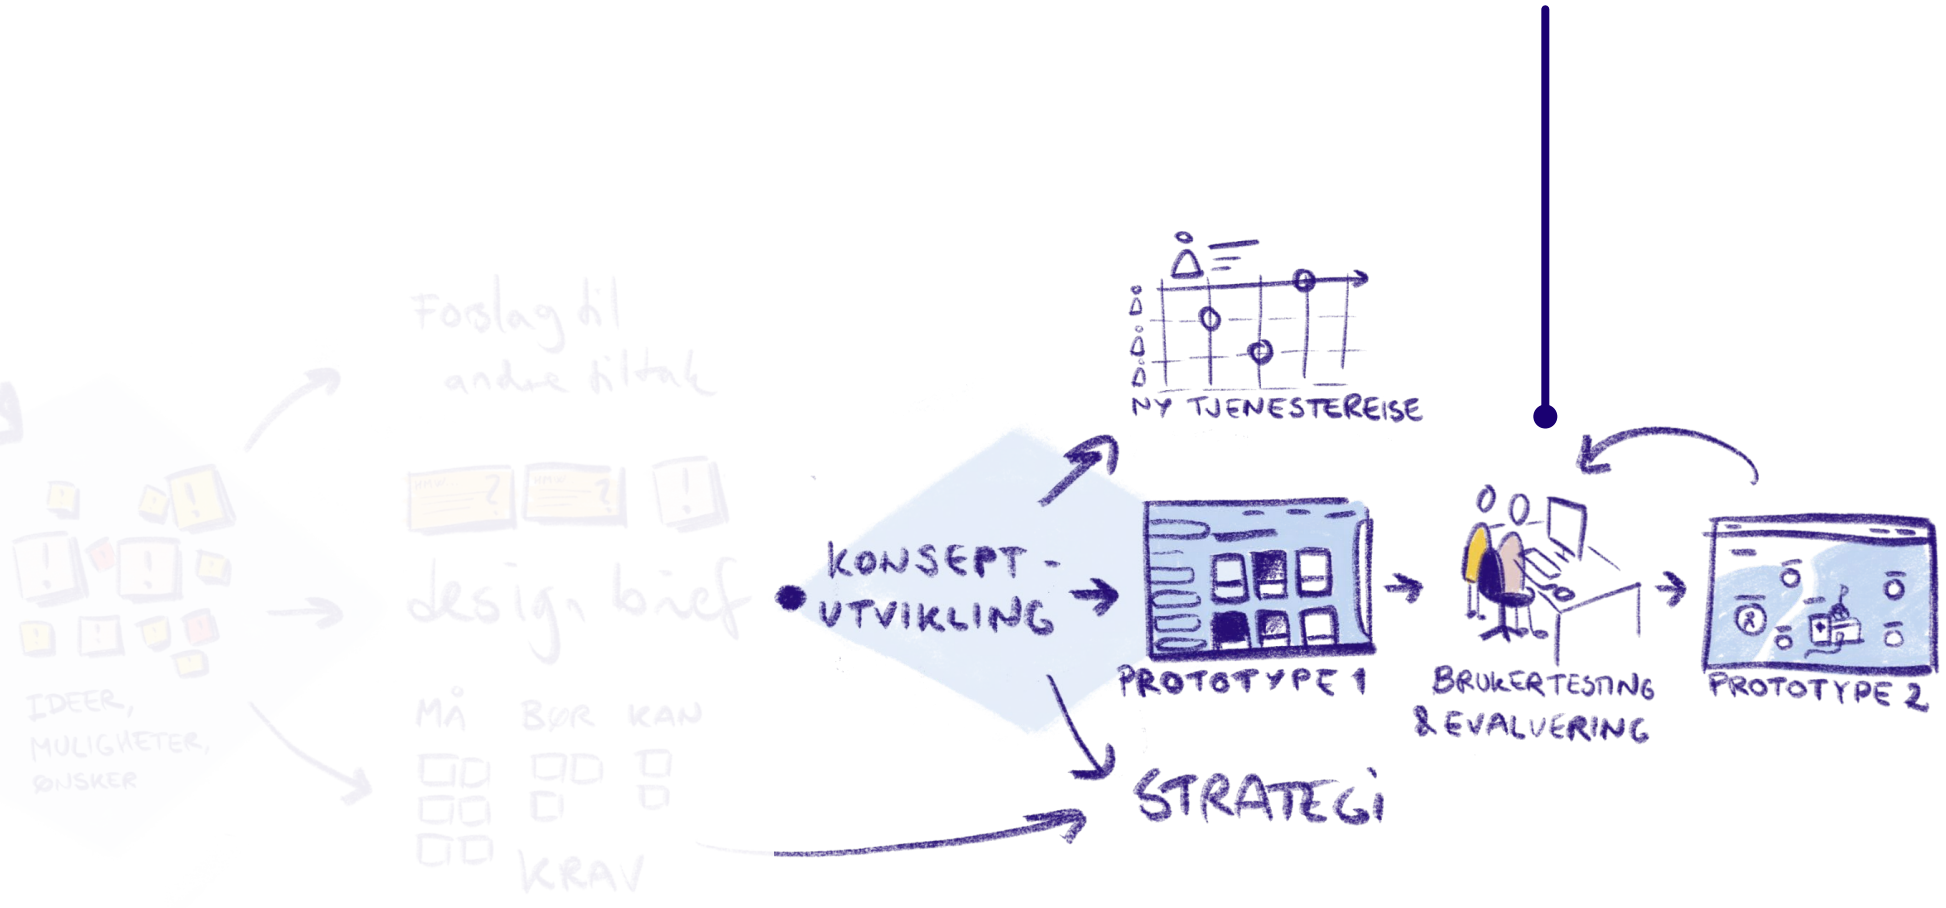 Forslag til
andre tiltak
design brief
IDEER,
MULIGHETER,
ØNSKER
MÅ BØR KAN
KRAV
KONSEPT-
UTVIKLING
NY TJENESTEREISE
PROTOTYPE 1
BRUKERTESTING
& EVALUERING
PROTOTYPE 2
STRATEGI